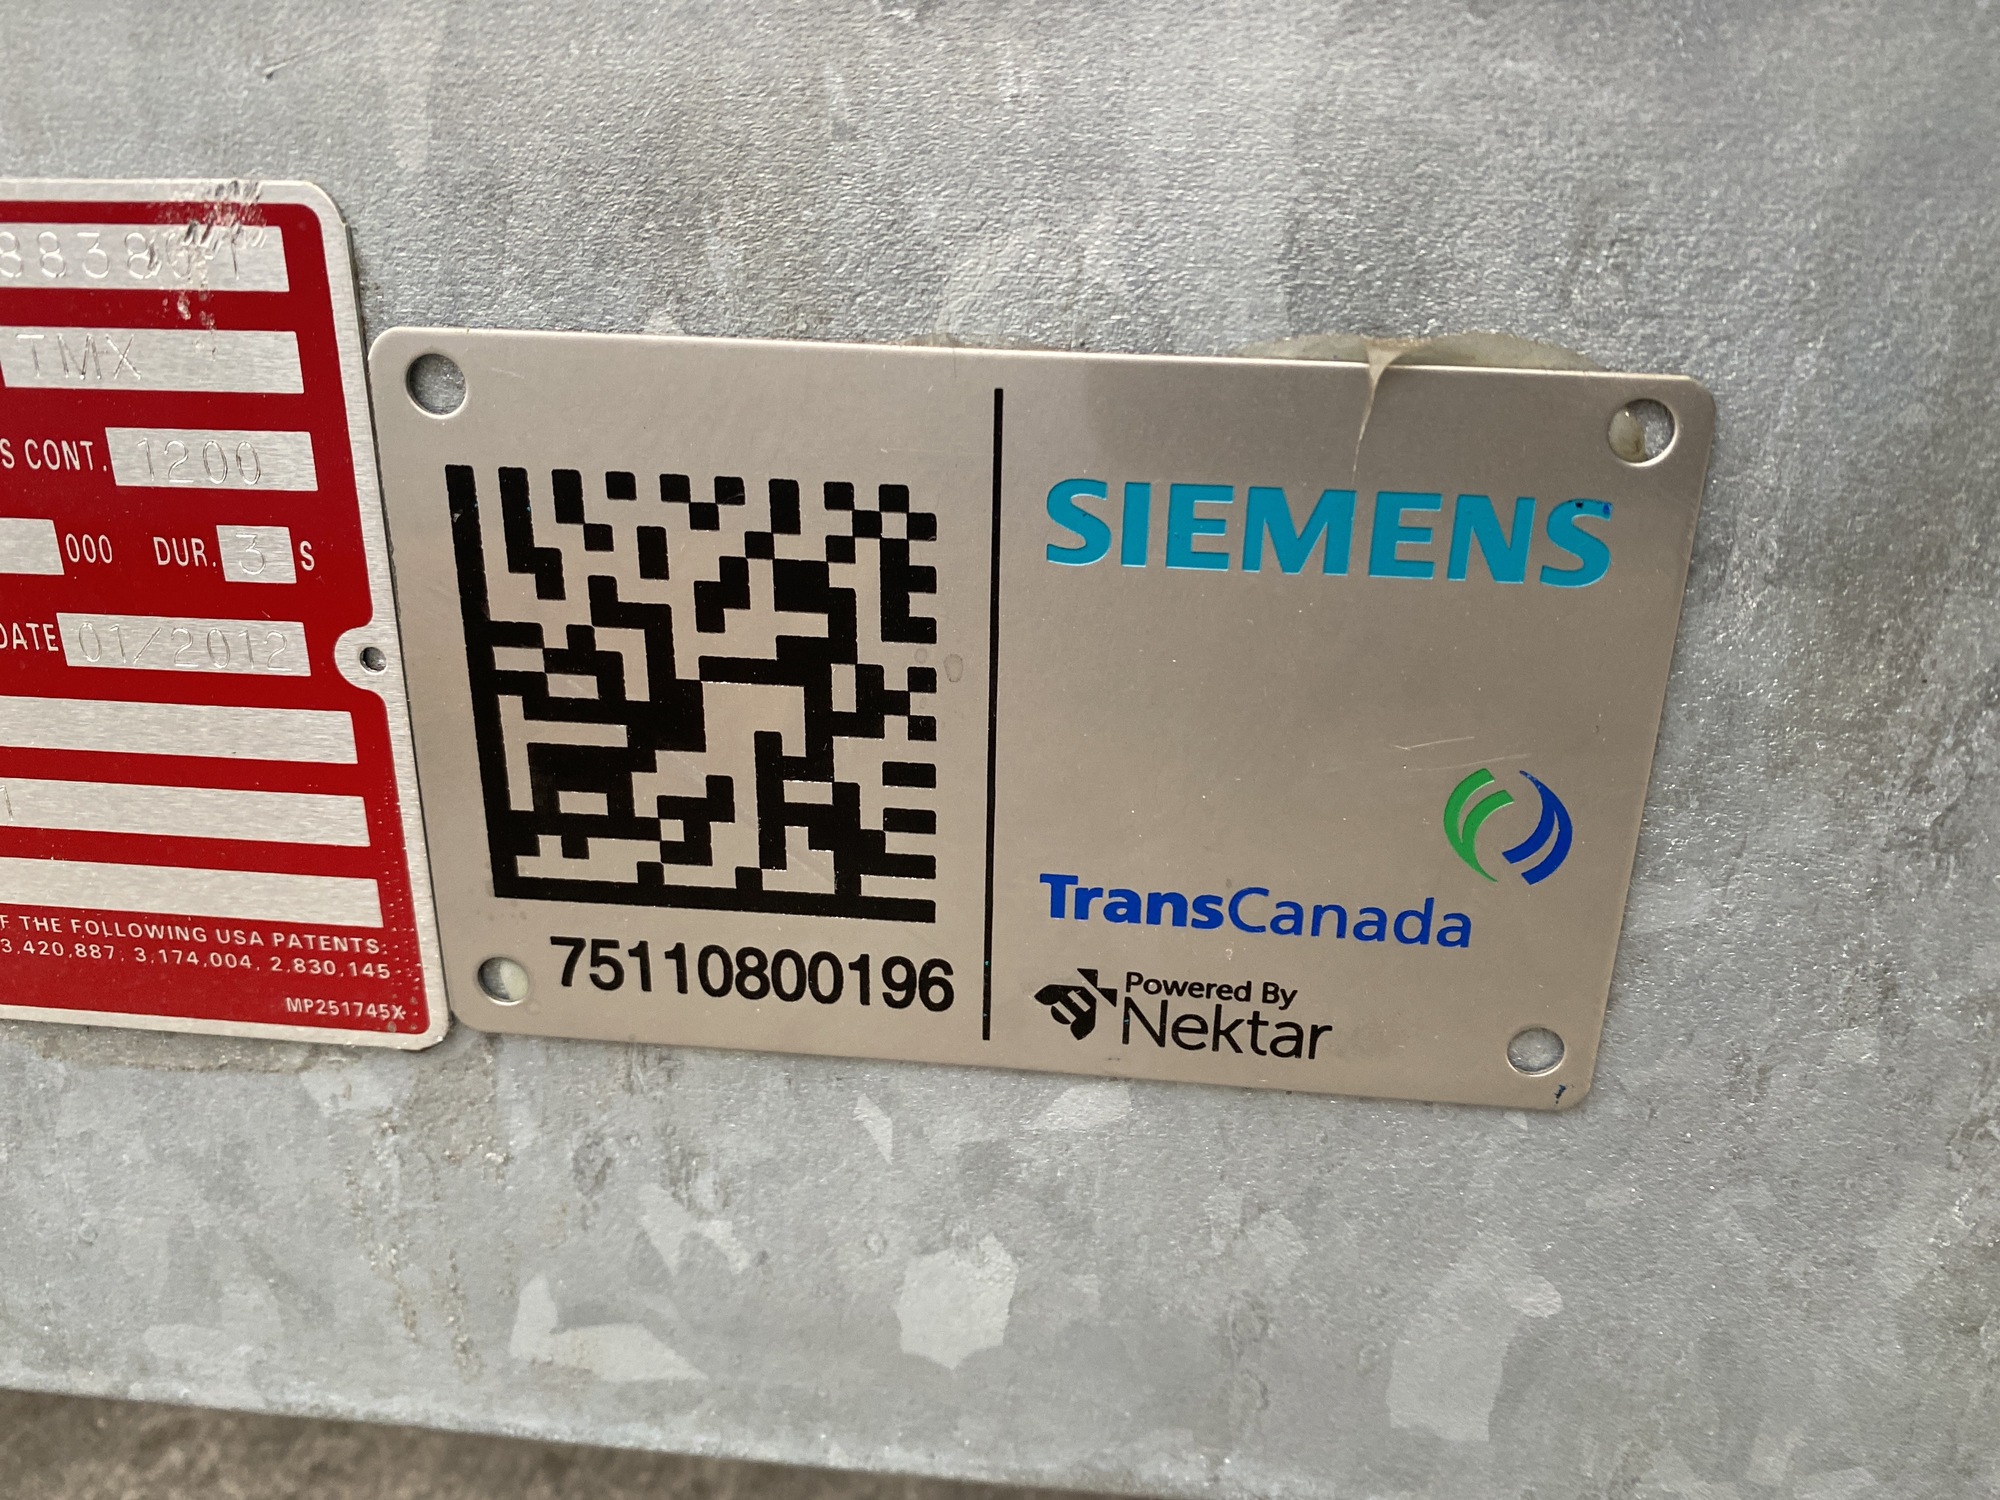 TMX
S CONT. 1200
000 DUR. 3 S
DATE 01/2012
1
F THE FOLLOWING USA PATENTS:
3,420,887; 3,174,004, 2,830,145
MP251745X
75110800196
SIEMENS
TransCanada
Powered By
Nektar